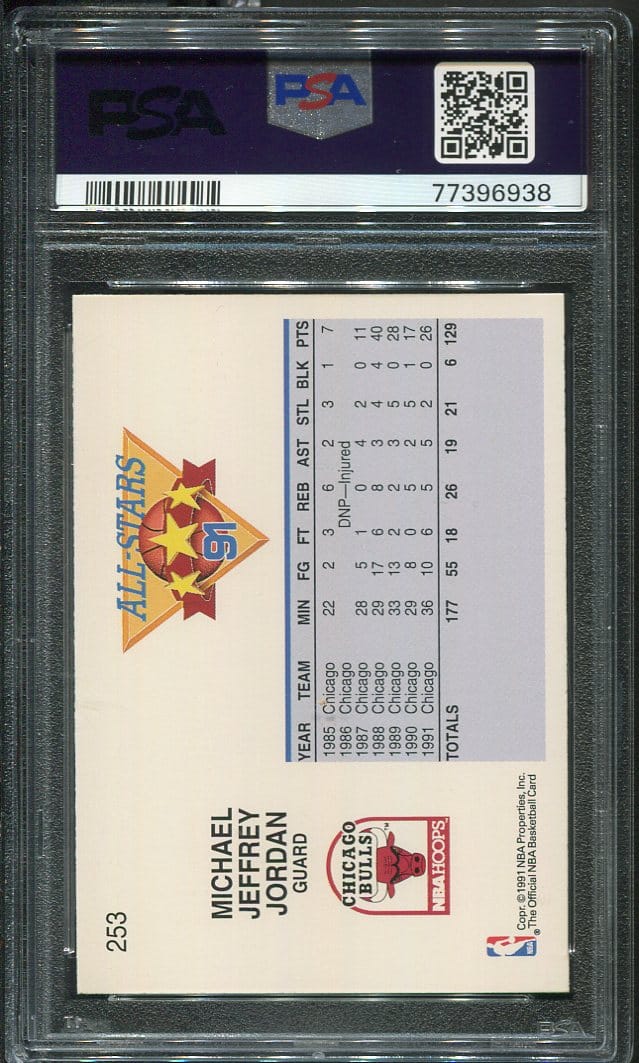 PSA
PSA
77396938
253
MICHAEL
JEFFREY
JORDAN
GUARD
CHICAGO
BULLS™
NBA HOOPS®
ALL-STARS
91
YEAR TEAM MIN FG FT REB AST STL BLK PTS
1985 Chicago 22 2 3 6 2 3 1 7
1986 Chicago DNP—Injured
1987 Chicago 28 5 1 0 4 2 0 11
1988 Chicago 29 17 6 8 3 4 4 40
1989 Chicago 33 13 2 2 3 5 0 28
1990 Chicago 29 8 0 5 2 5 1 17
1991 Chicago 36 10 6 5 5 2 0 26
TOTALS 177 55 18 26 19 21 6 129
NBA
Copr. © 1991 NBA Properties, Inc.
® The Official NBA Basketball Card
PSA